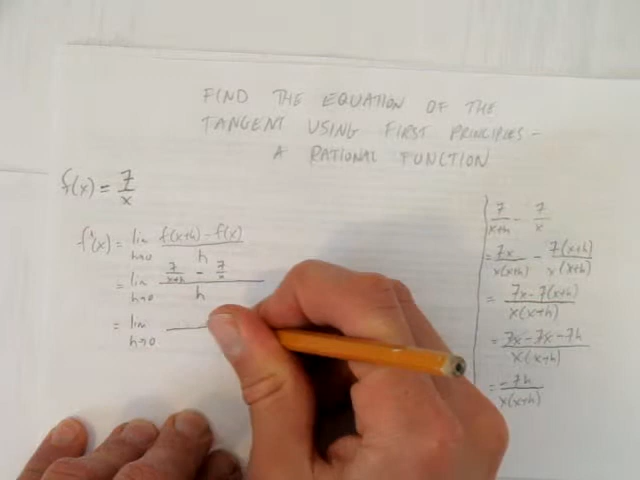 FIND THE EQUATION OF THE
TANGENT USING FIRST PRINCIPLES -
A RATIONAL FUNCTION
f(x) = 7/x
f'(x) = lim h→0 (f(x+h) - f(x))/h
= lim h→0 (7/(x+h) - 7/x)/h
= lim h→0
7/(x+h) - 7/x
= 7x/(x(x+h)) - 7(x+h)/(x(x+h))
= (7x - 7(x+h))/(x(x+h))
= (7x - 7x - 7h)/(x(x+h))
= -7h/(x(x+h))